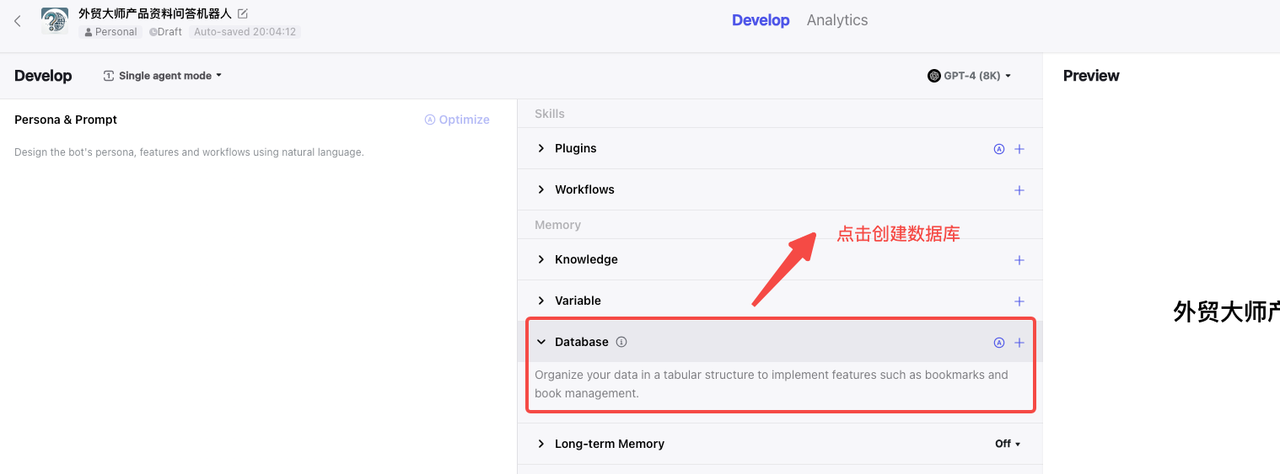 外贸大师产品资料问答机器人
Personal Draft Auto-saved 20:04:12
Develop Analytics
Develop
Single agent mode
GPT-4 (8K)
Preview
Persona & Prompt
Optimize
Design the bot's persona, features and workflows using natural language.
Skills
Plugins
Workflows
Memory
点击创建数据库
Knowledge
Variable
Database
Organize your data in a tabular structure to implement features such as bookmarks and
book management.
Long-term Memory
Off
外贸大师产